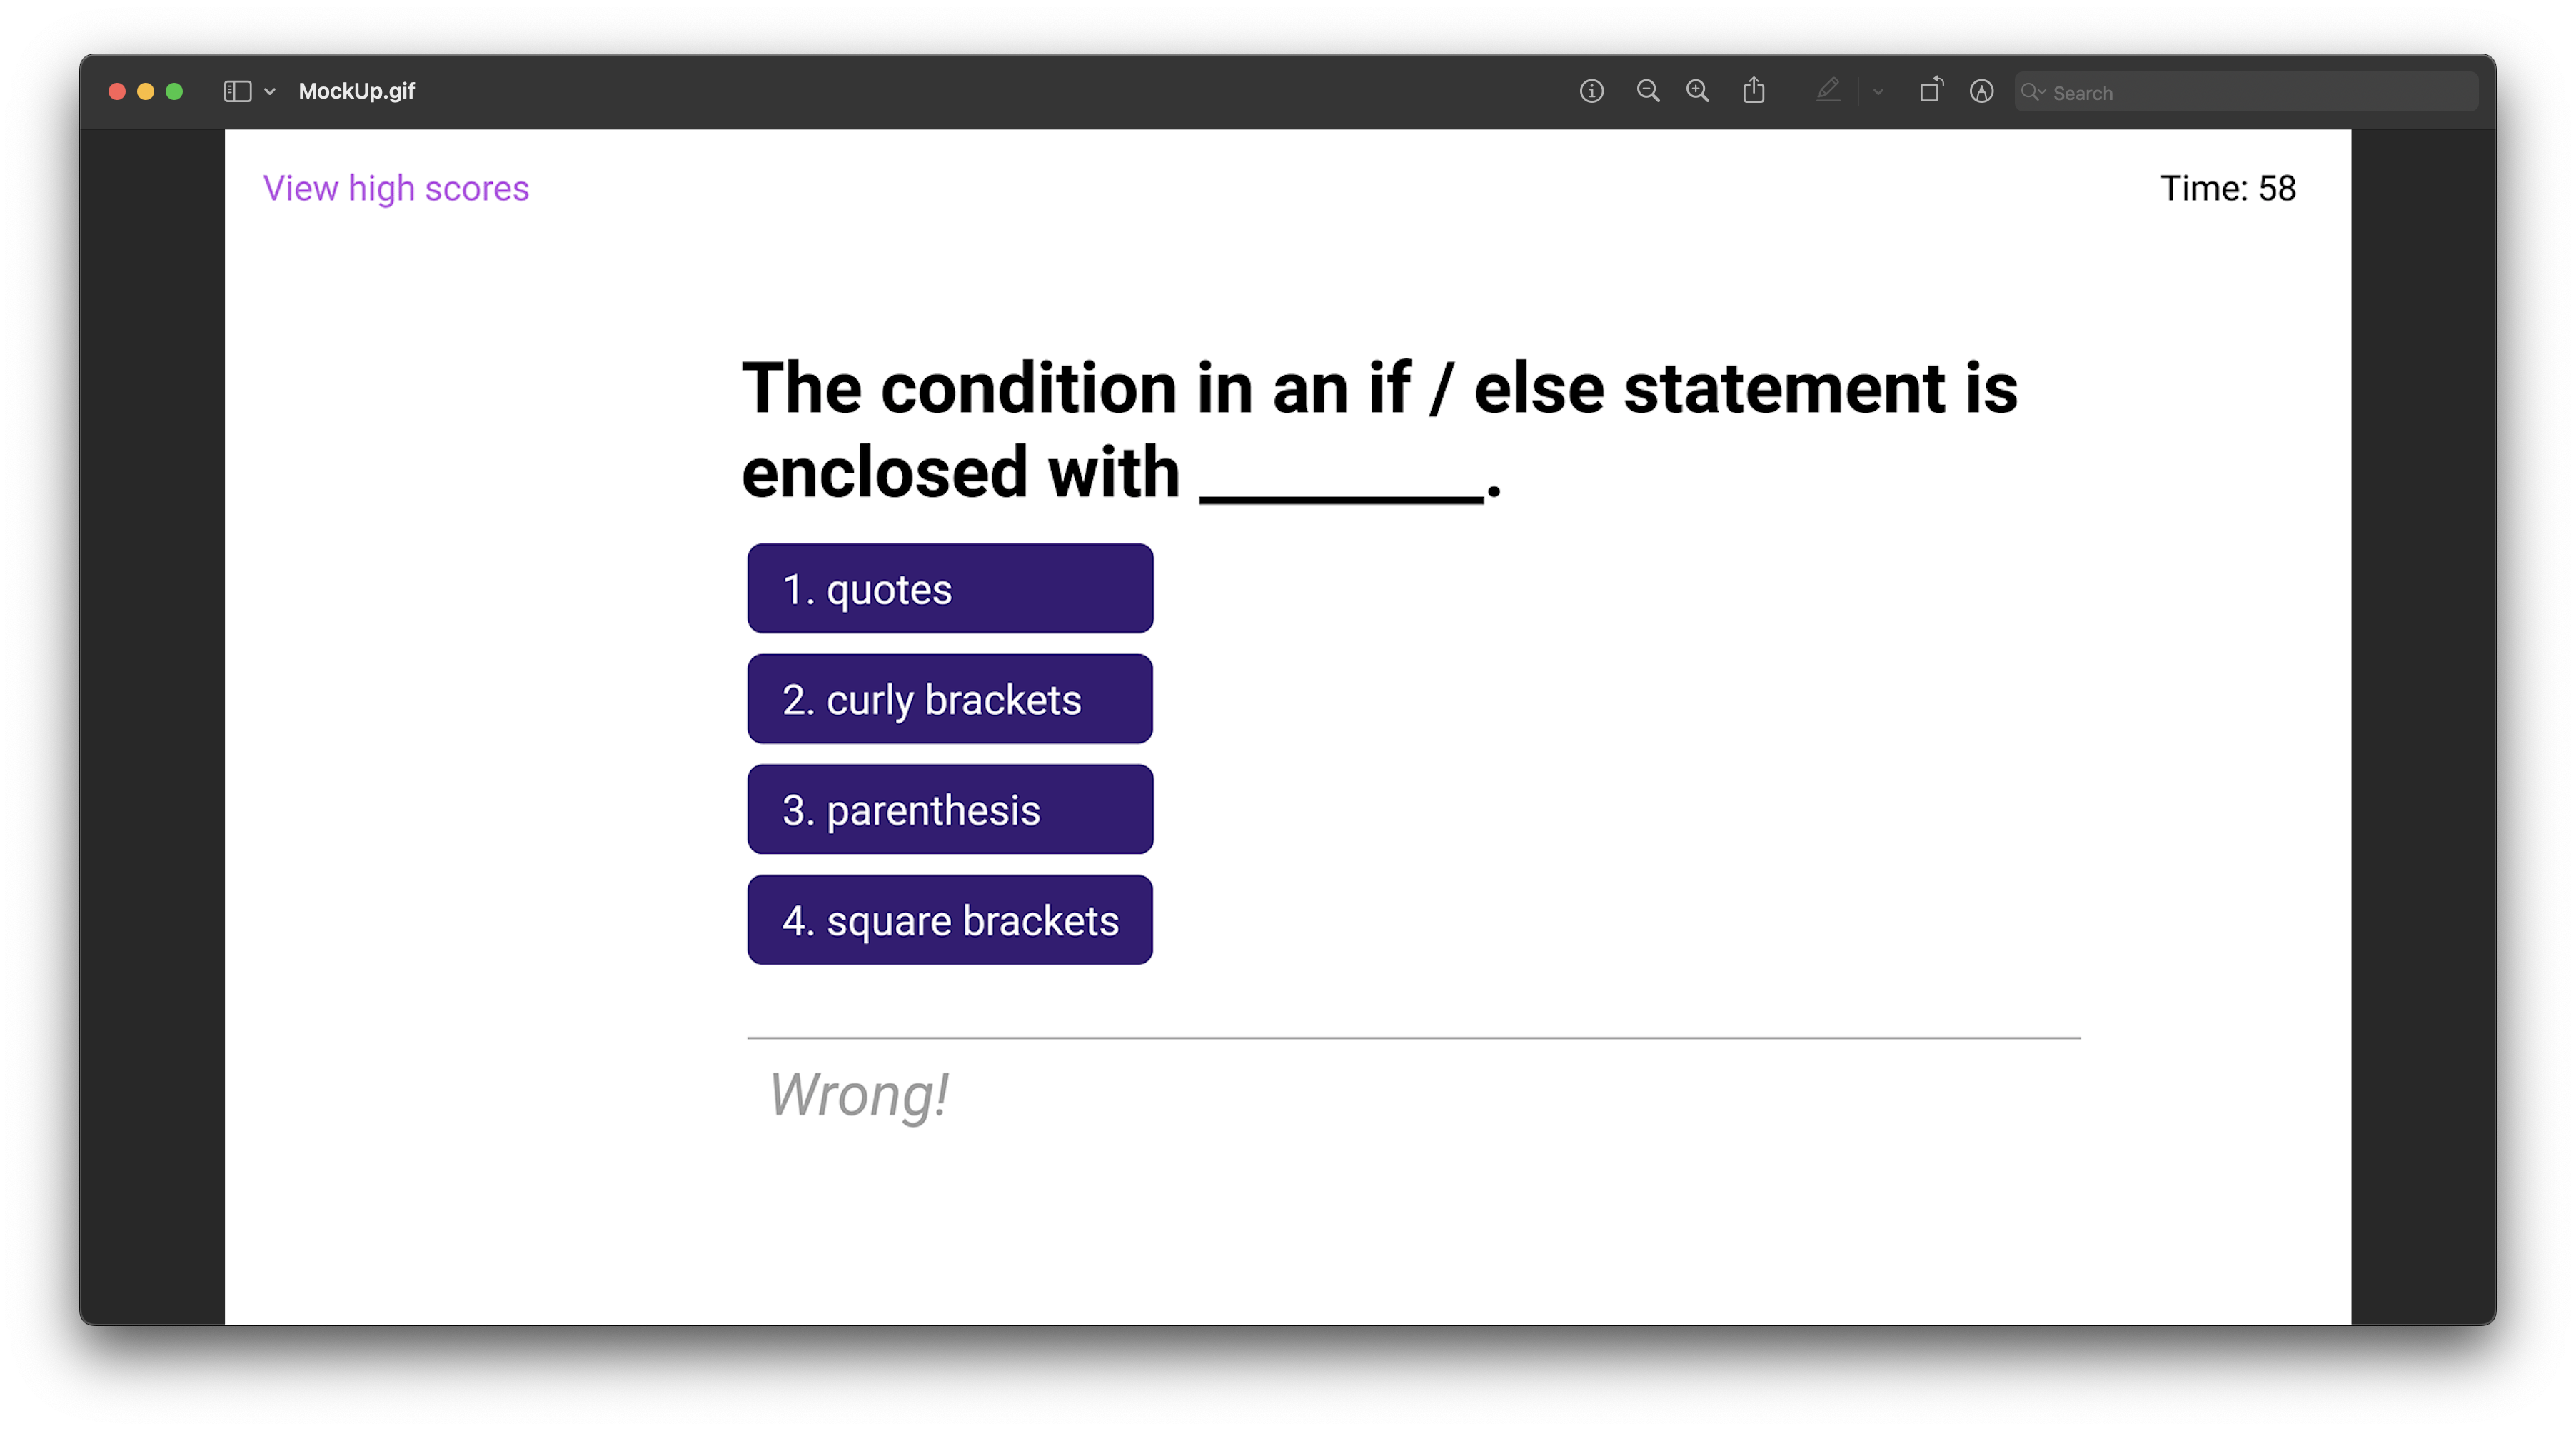 MockUp.gif
Search
View high scores
Time: 58
The condition in an if / else statement is
enclosed with ________.
1. quotes
2. curly brackets
3. parenthesis
4. square brackets
Wrong!